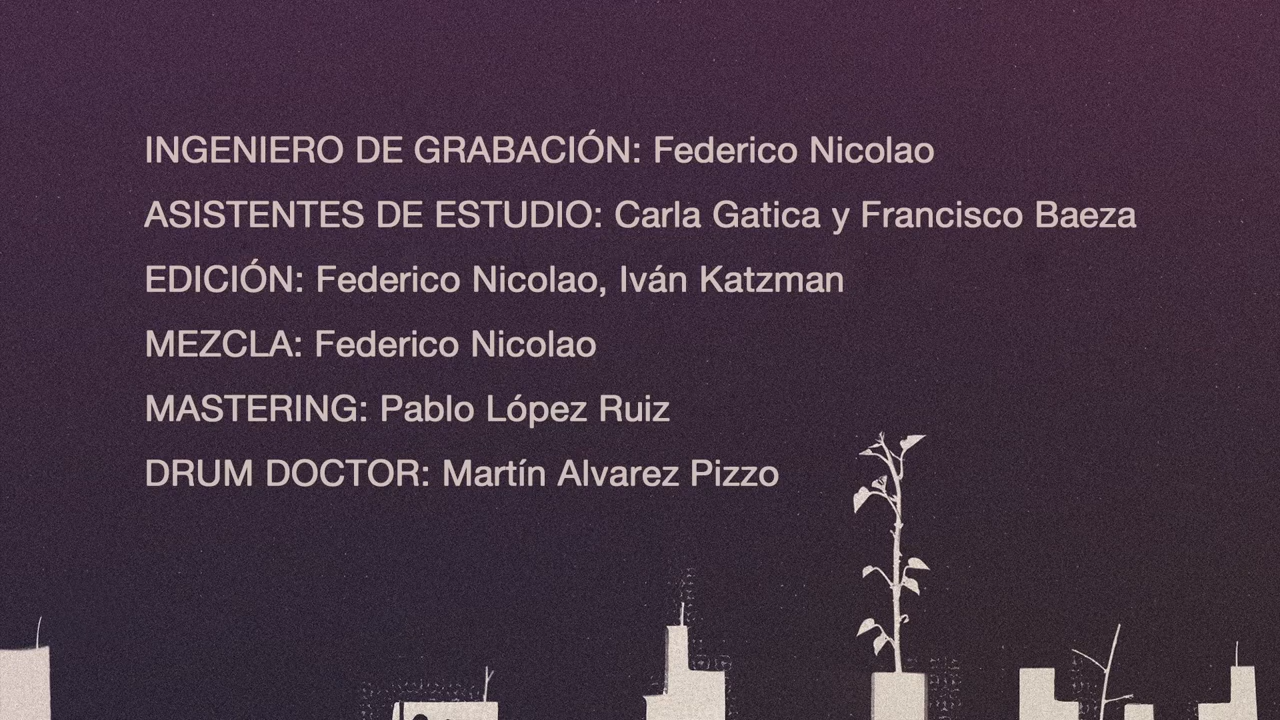 INGENIERO DE GRABACIÓN: Federico Nicolao
ASISTENTES DE ESTUDIO: Carla Gatica y Francisco Baeza
EDICIÓN: Federico Nicolao, Iván Katzman
MEZCLA: Federico Nicolao
MASTERING: Pablo López Ruiz
DRUM DOCTOR: Martín Alvarez Pizzo